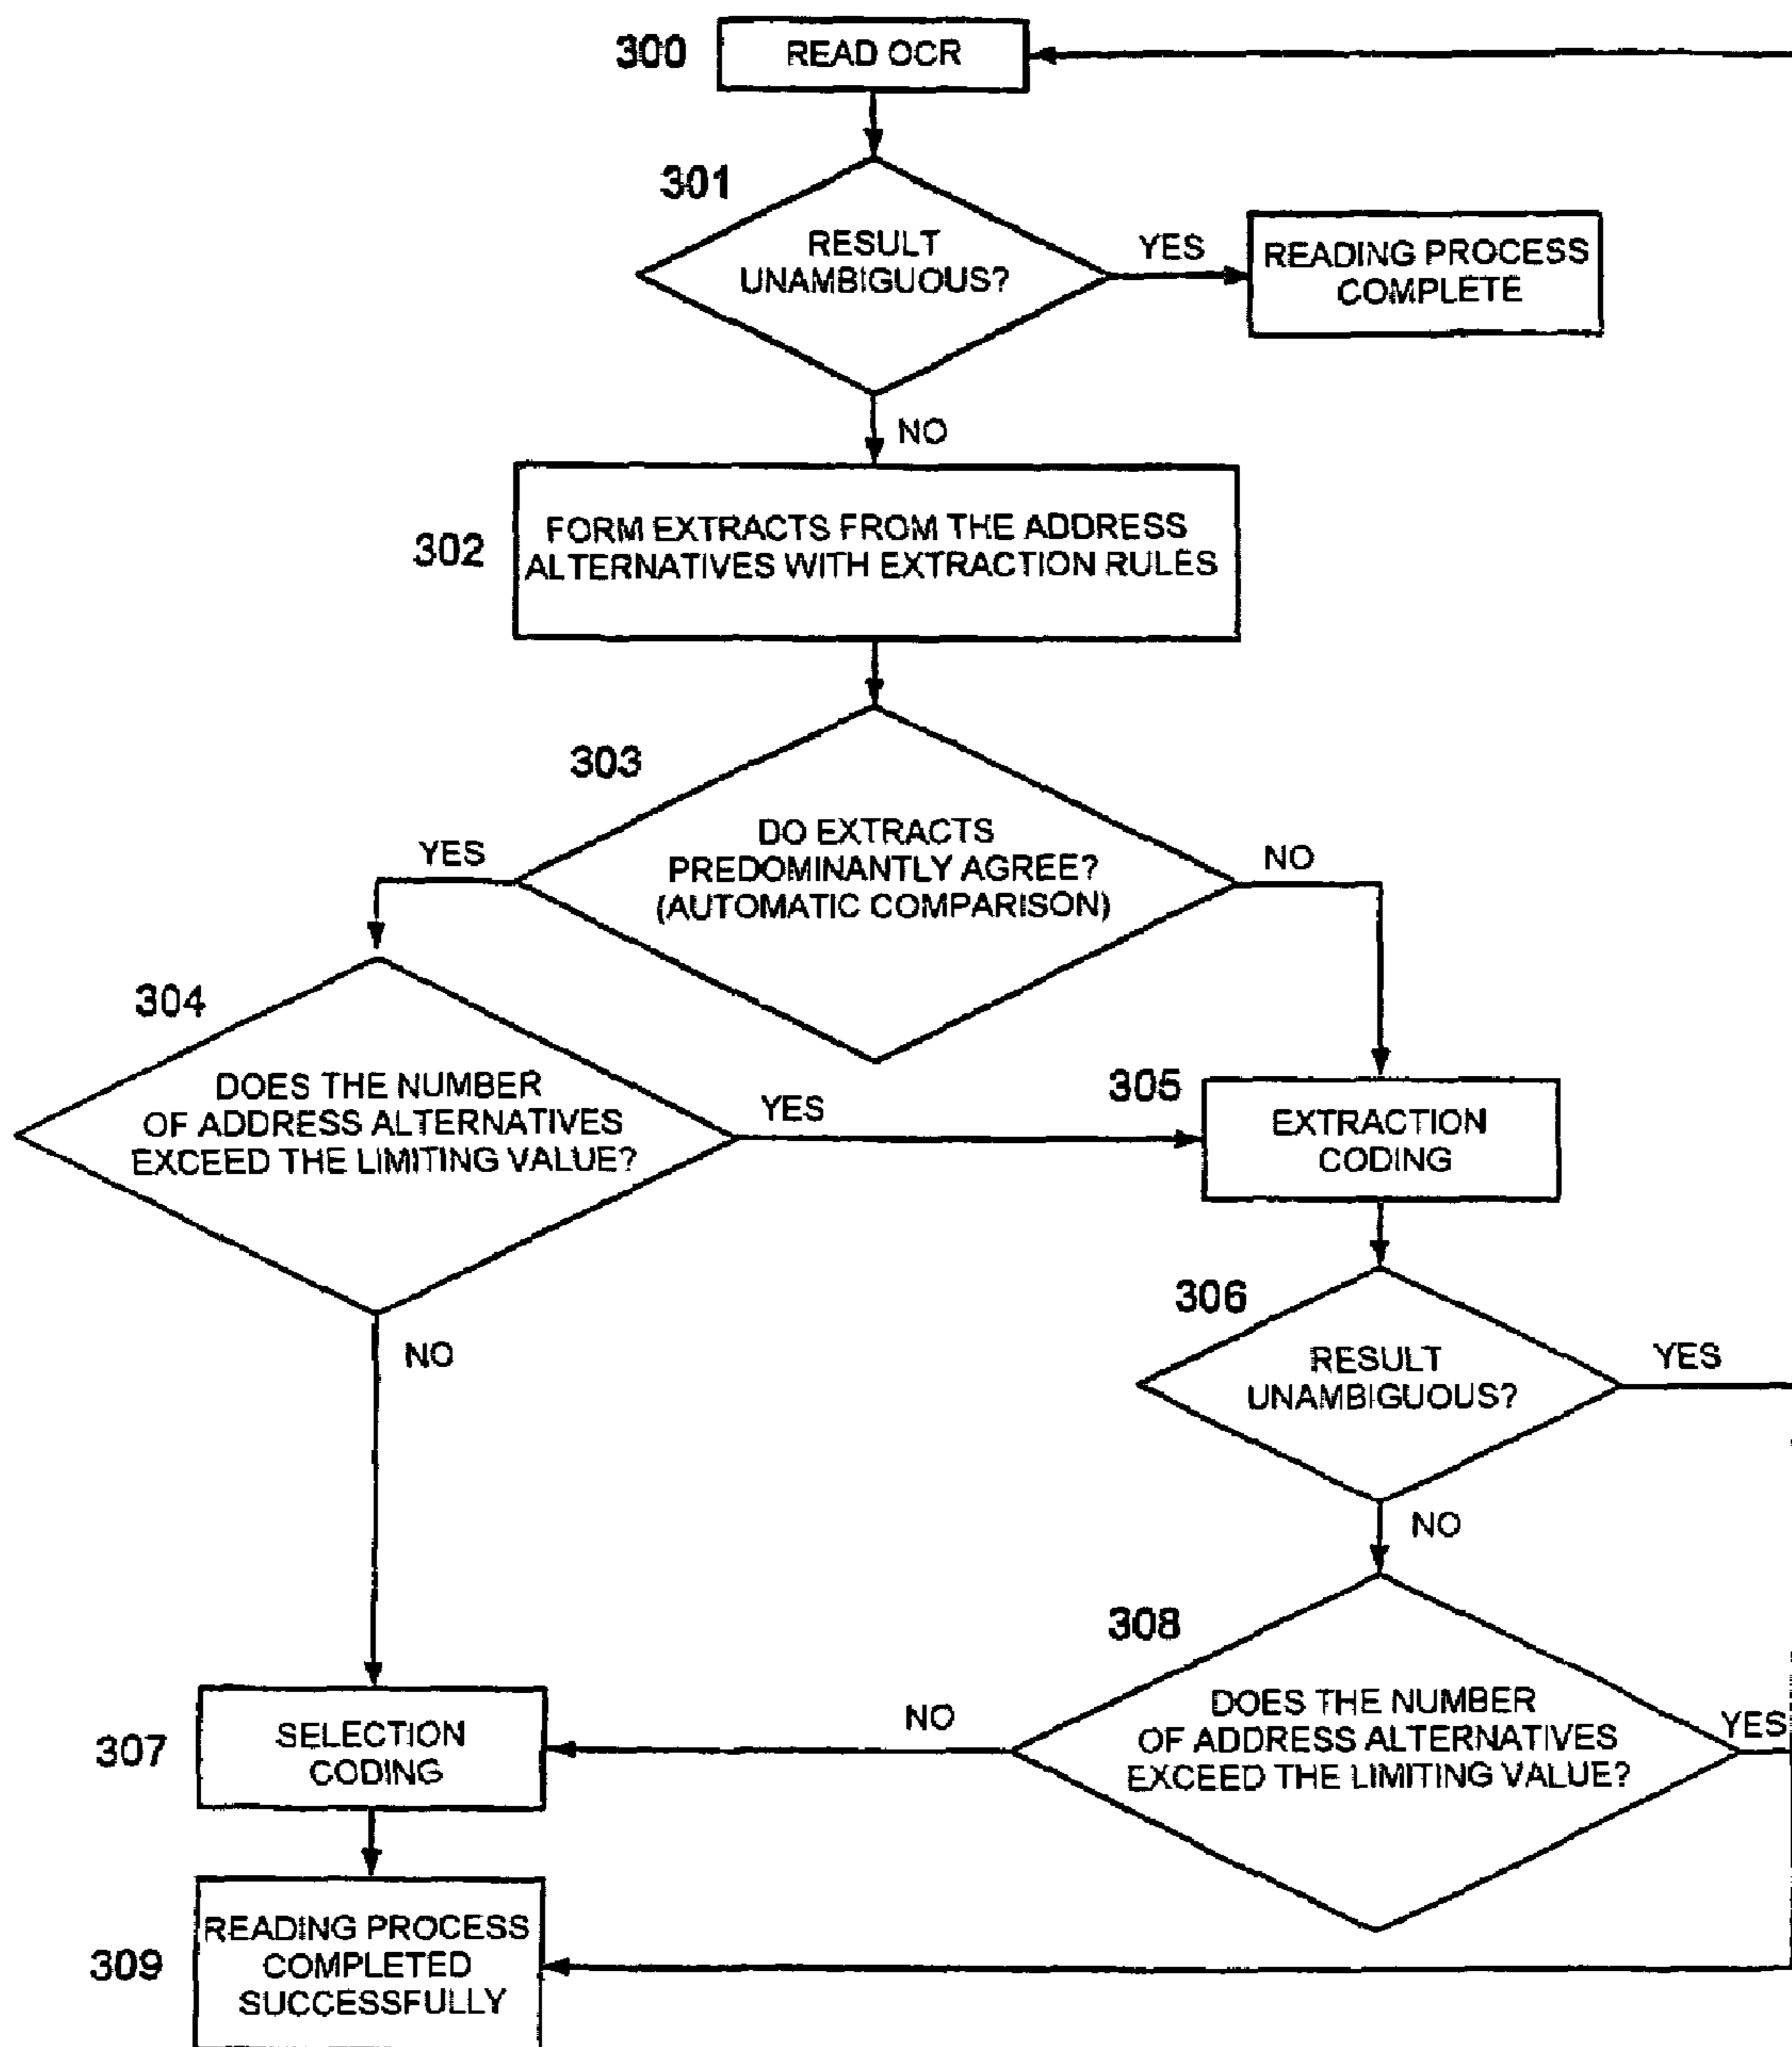 300
READ OCR
301
RESULT
UNAMBIGUOUS?
YES
READING PROCESS
COMPLETE
NO
302
FORM EXTRACTS FROM THE ADDRESS
ALTERNATIVES WITH EXTRACTION RULES
303
DO EXTRACTS
PREDOMINANTLY AGREE?
(AUTOMATIC COMPARISON)
YES
NO
304
DOES THE NUMBER
OF ADDRESS ALTERNATIVES
EXCEED THE LIMITING VALUE?
YES
305
EXTRACTION
CODING
NO
306
RESULT
UNAMBIGUOUS?
YES
NO
308
DOES THE NUMBER
OF ADDRESS ALTERNATIVES
EXCEED THE LIMITING VALUE?
NO
YES
307
SELECTION
CODING
309
READING PROCESS
COMPLETED
SUCCESSFULLY